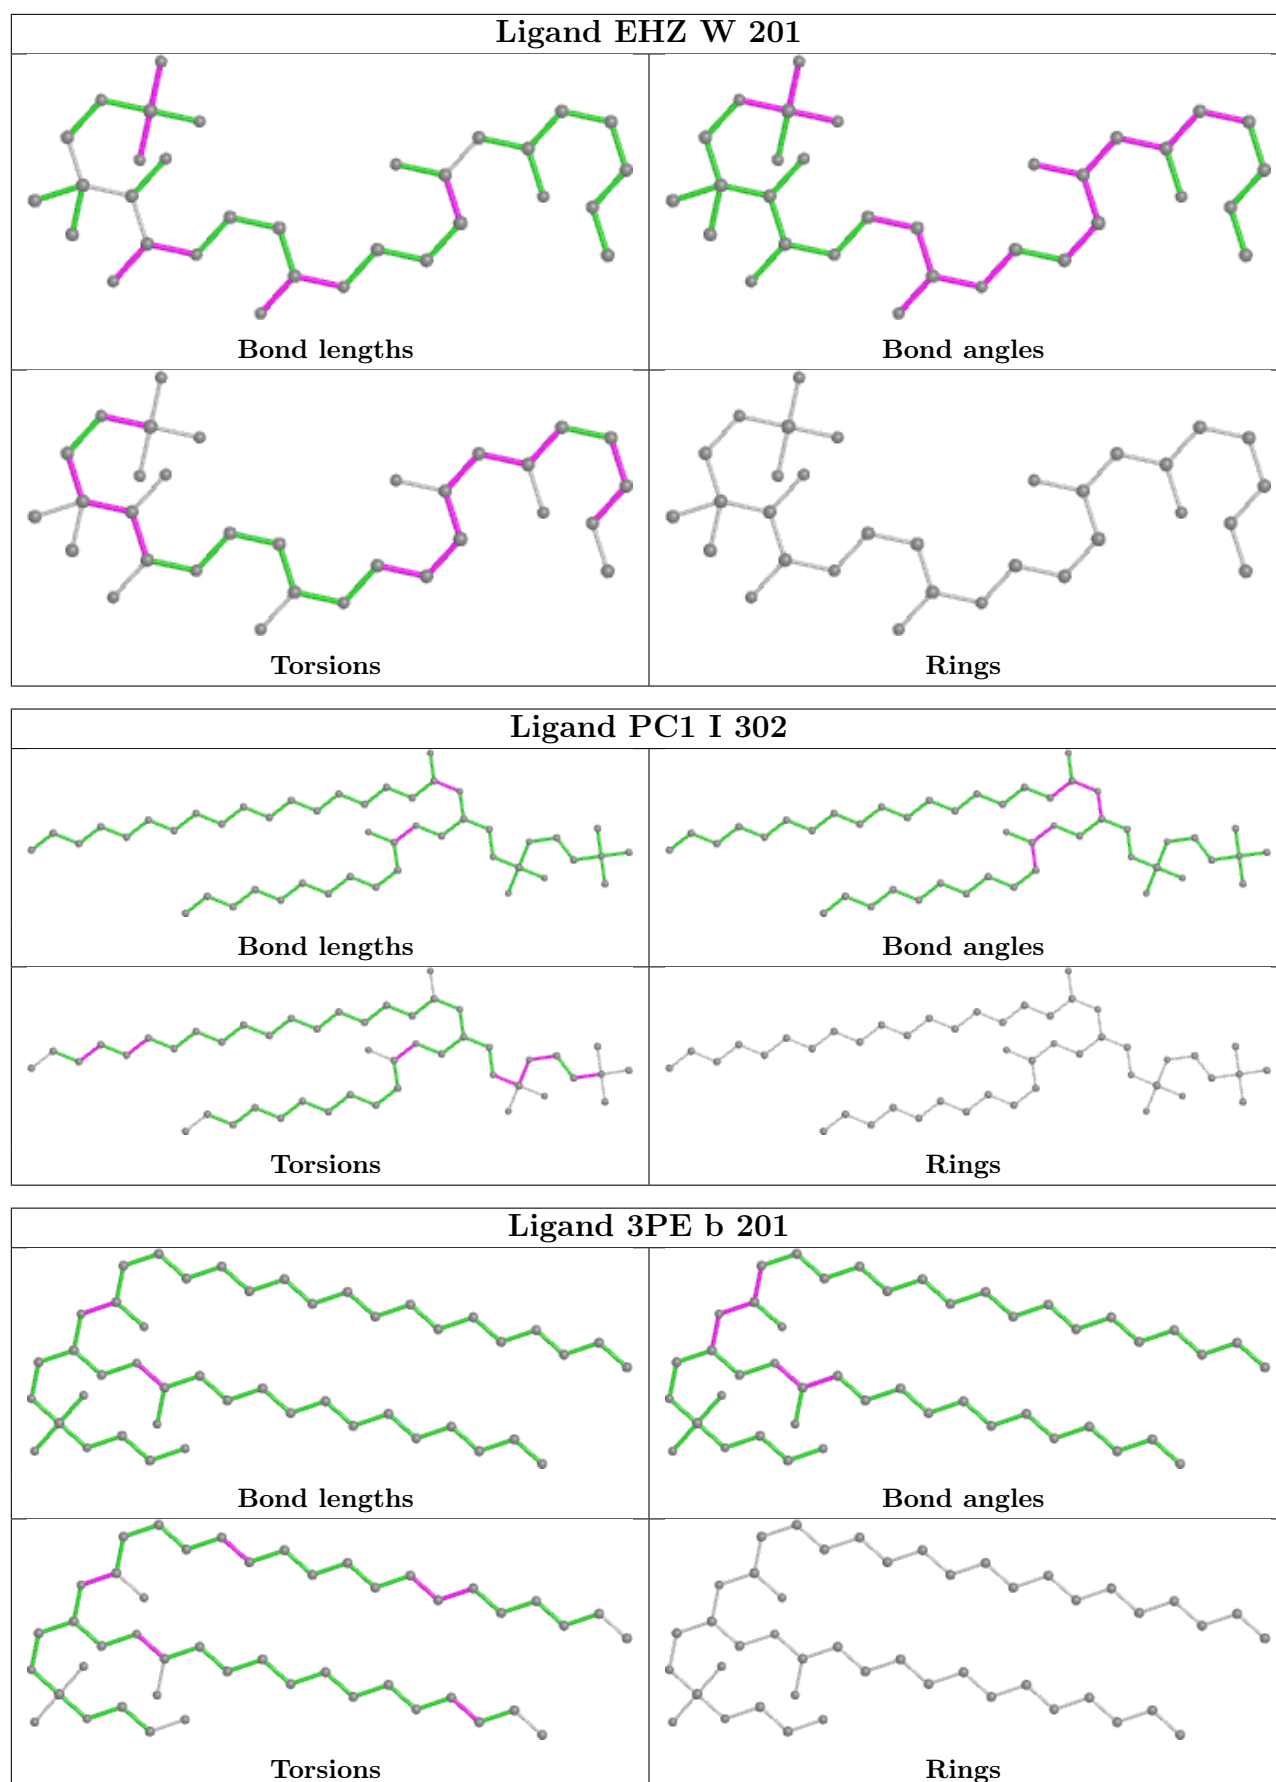 Ligand EHZ W 201
Bond lengths
Bond angles
Torsions
Rings
Ligand PC1 I 302
Bond lengths
Bond angles
Torsions
Rings
Ligand 3PE b 201
Bond lengths
Bond angles
Torsions
Rings